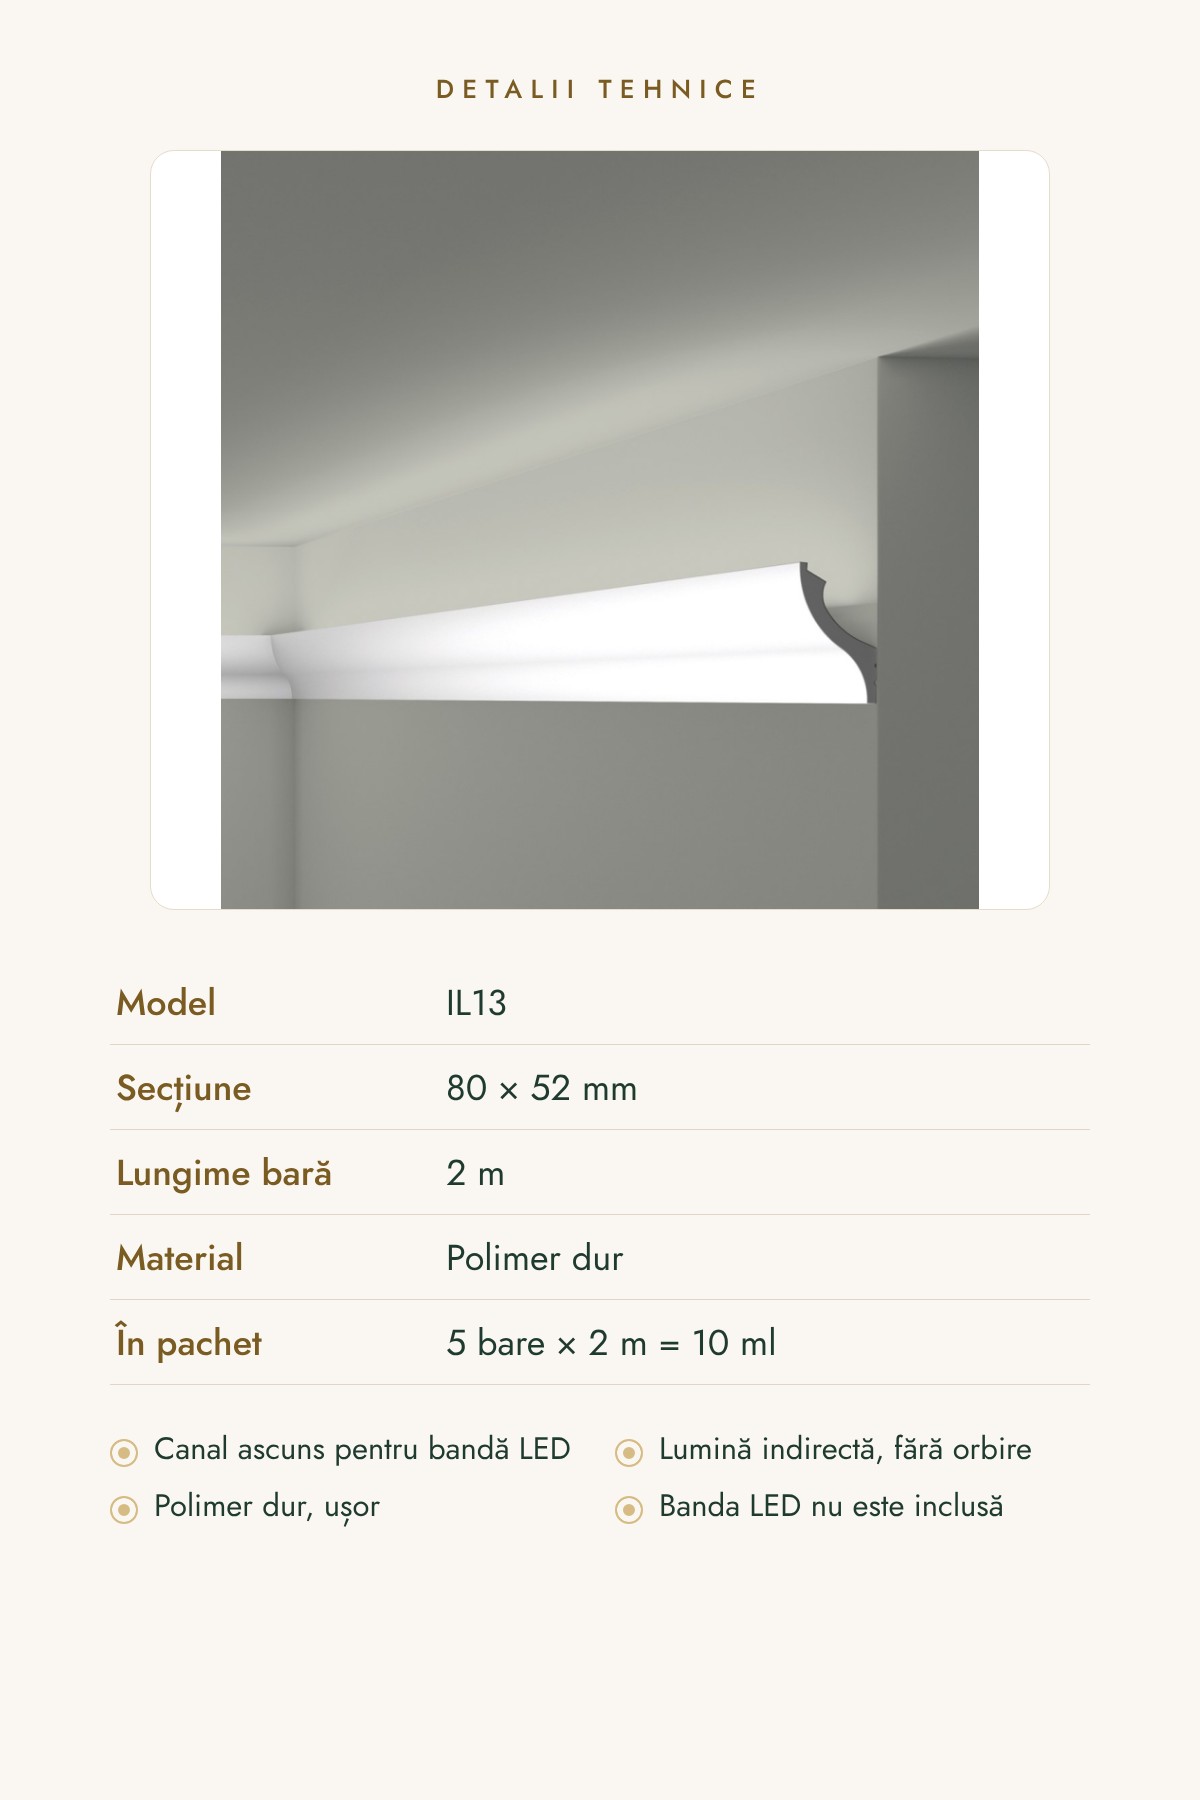 DETALII TEHNICE
Model IL13
Secțiune 80 × 52 mm
Lungime bară 2 m
Material Polimer dur
În pachet 5 bare × 2 m = 10 ml
Canal ascuns pentru bandă LED
Lumină indirectă, fără orbire
Polimer dur, ușor
Banda LED nu este inclusă